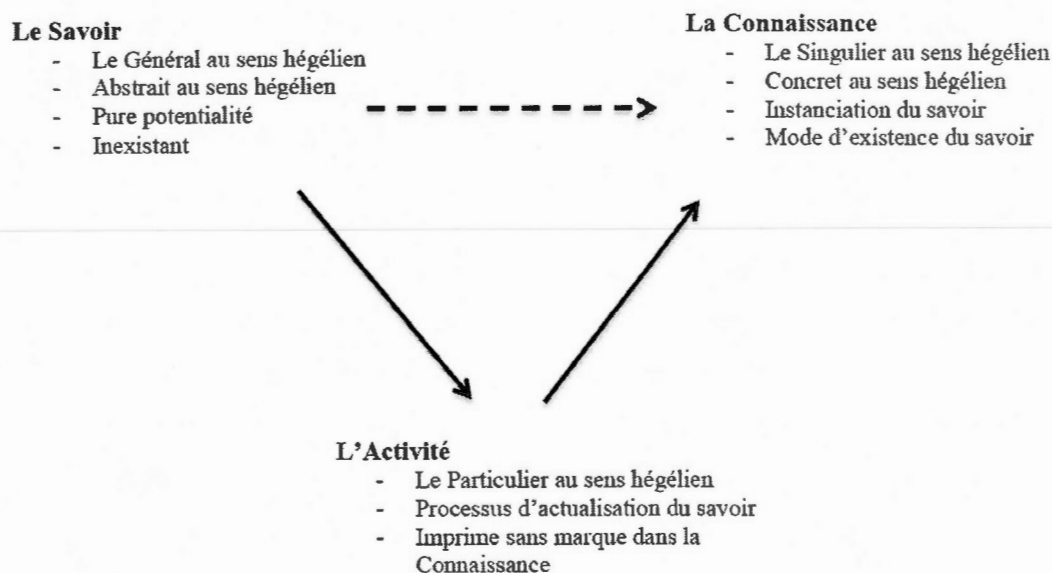 Le Savoir
- Le Général au sens hégélien
- Abstrait au sens hégélien
- Pure potentialité
- Inexistant
La Connaissance
- Le Singulier au sens hégélien
- Concret au sens hégélien
- Instanciation du savoir
- Mode d'existence du savoir
L'Activité
- Le Particulier au sens hégélien
- Processus d'actualisation du savoir
- Imprime sans marque dans la
Connaissance